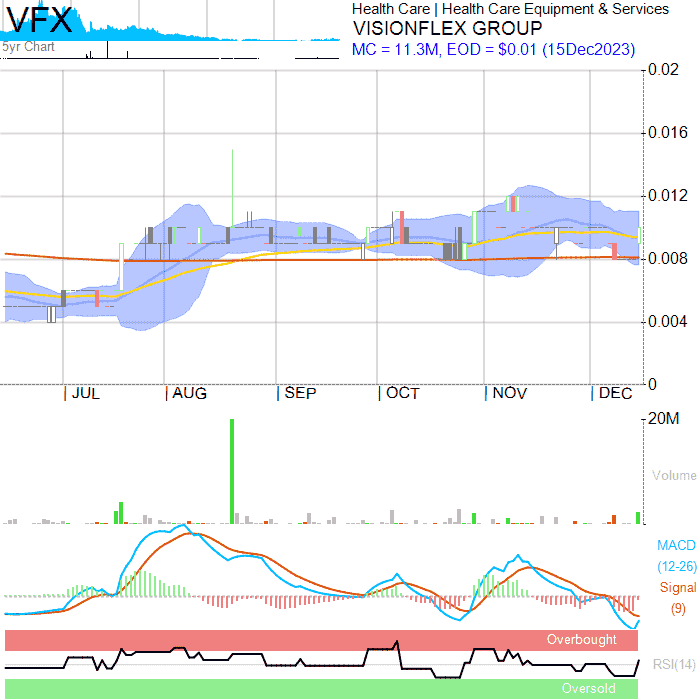 VFX
5yr Chart
Health Care | Health Care Equipment & Services
VISIONFLEX GROUP
MC = 11.3M, EOD = $0.01 (15Dec2023)
0.02
0.016
0.012
0.008
0.004
0
JUL AUG SEP OCT NOV DEC
20M
Volume
MACD
(12-26)
Signal
(9)
Overbought
RSI(14)
Oversold